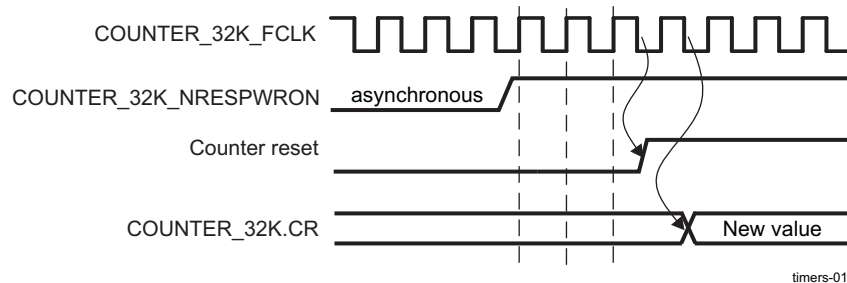 COUNTER_32K_FCLK
COUNTER_32K_NRESPWRON
asynchronous
Counter reset
COUNTER_32K.CR
New value
timers-01